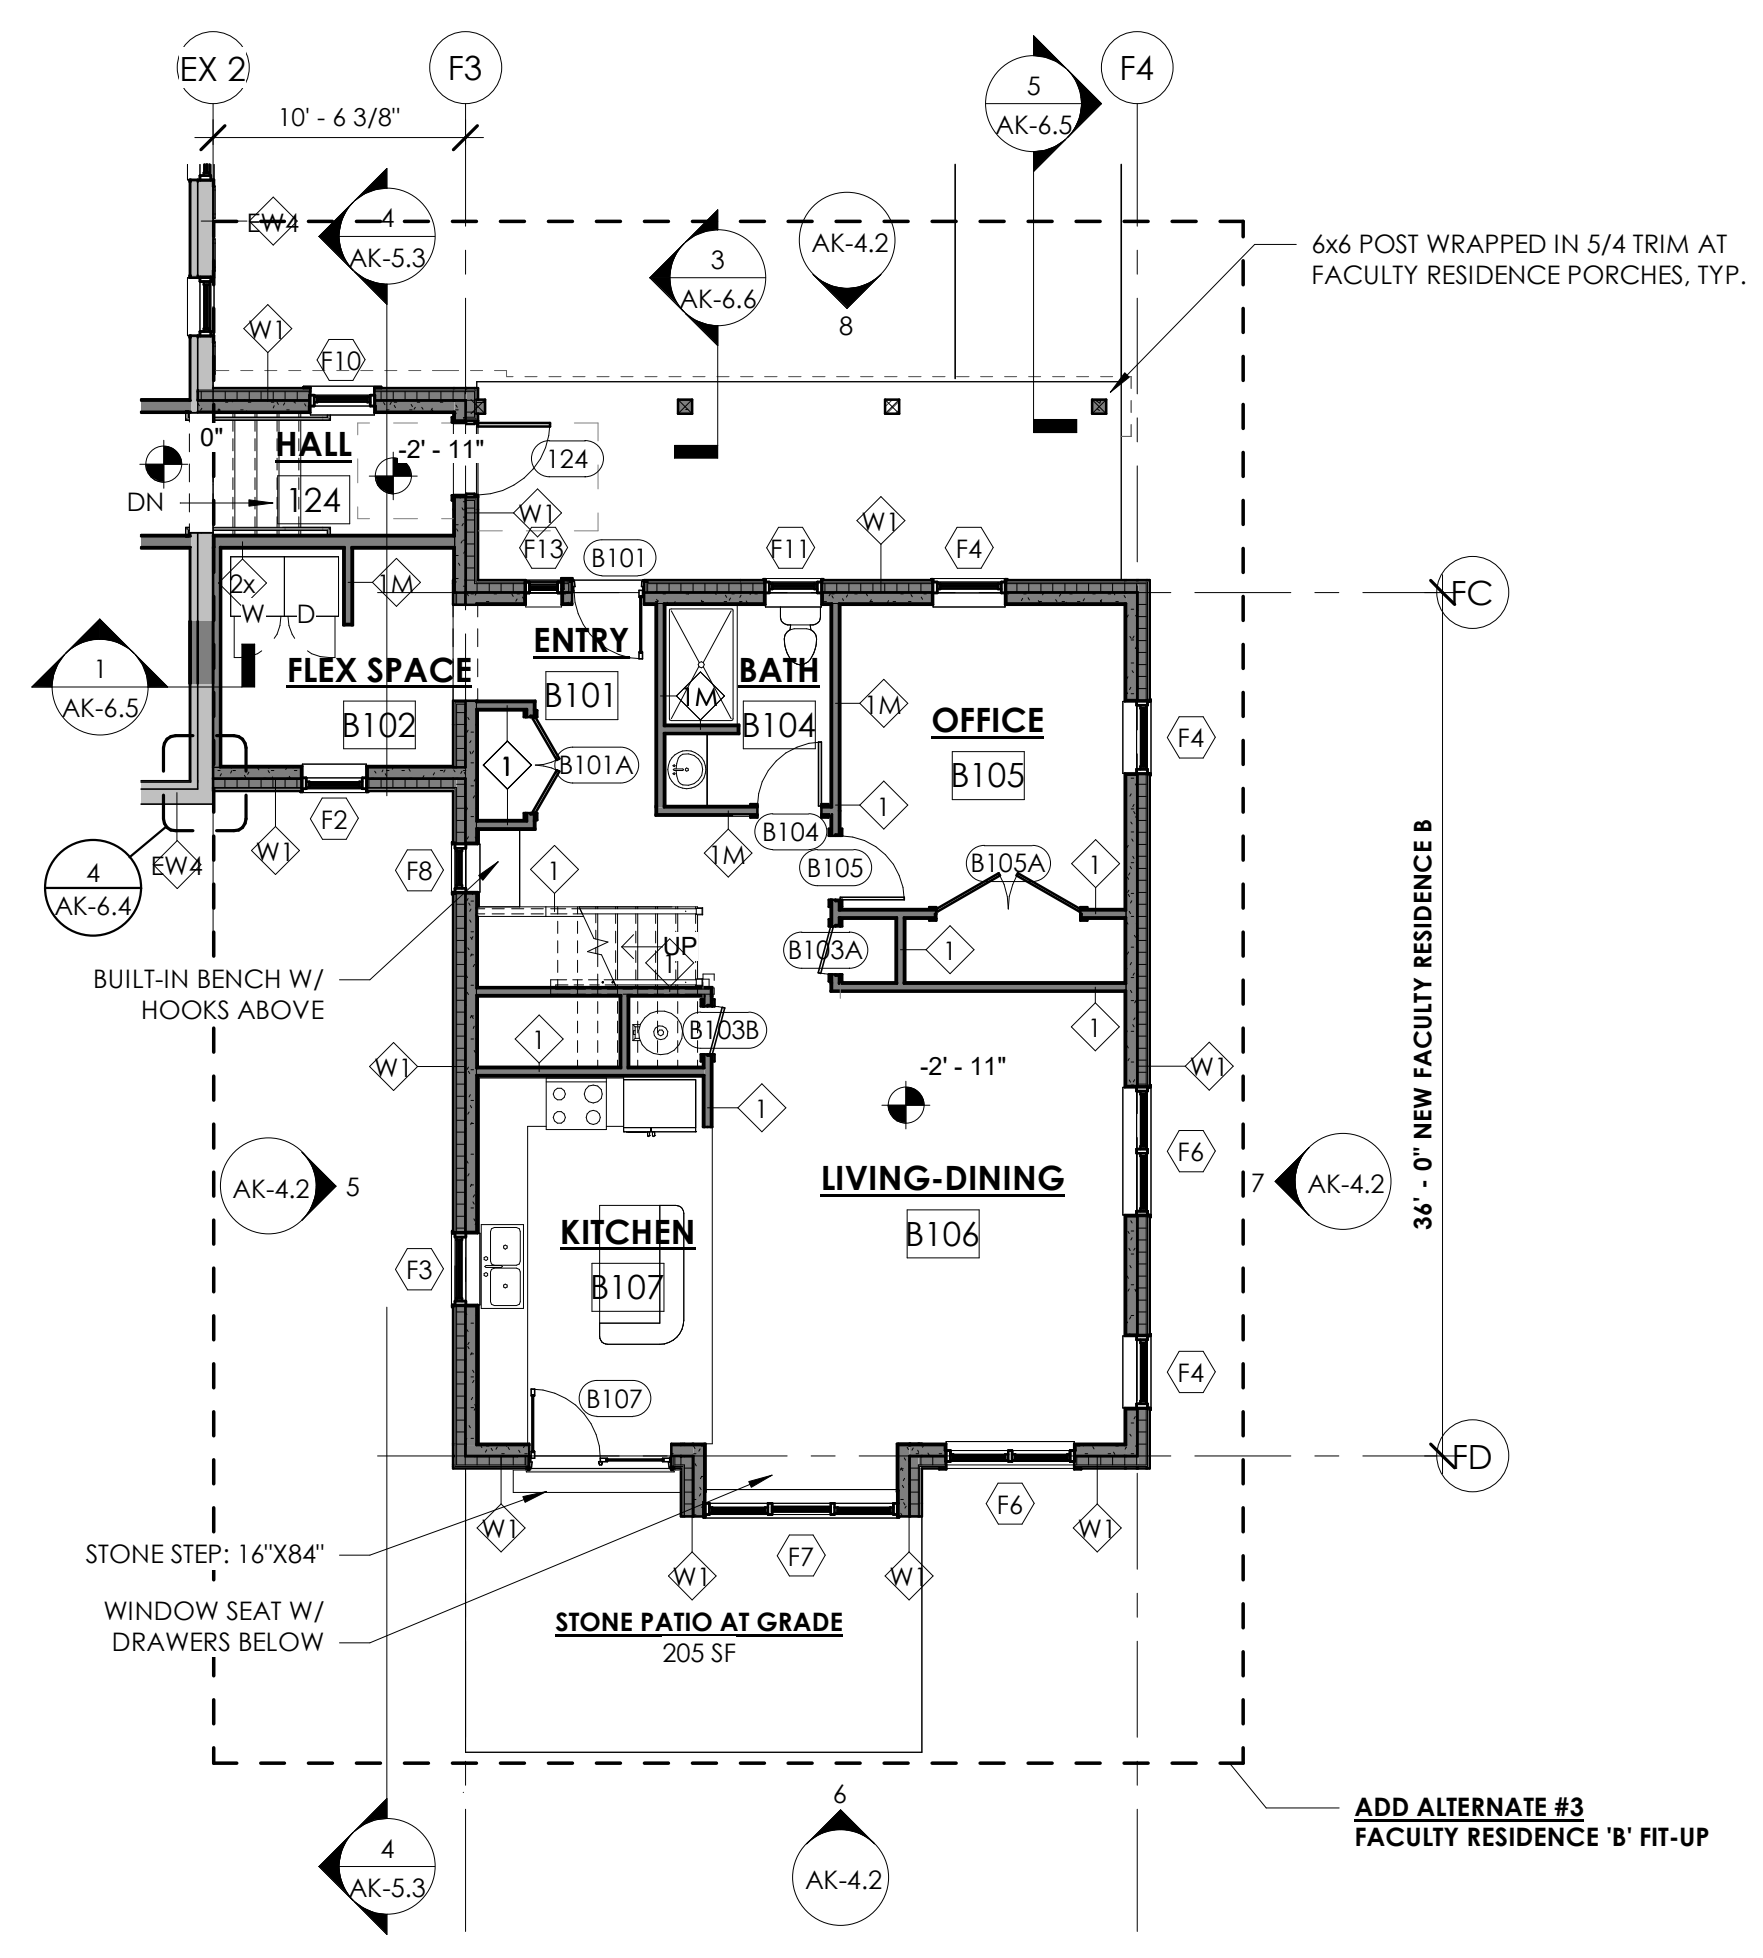 EX 2
F3
5
AK-6.5
F4
10' - 6 3/8"
EW4
4
AK-5.3
3
AK-6.6
AK-4.2
8
6x6 POST WRAPPED IN 5/4 TRIM AT
FACULTY RESIDENCE PORCHES, TYP.
W1
F10
0"
HALL
-2' - 11"
124
DN
124
W1
F13
B101
F11
W1
F4
FC
2x
1M
W
D
ENTRY
B101
1
AK-6.5
FLEX SPACE
B102
BATH
1M
B104
1M
OFFICE
B105
F4
1
B101A
1
F2
W1
EW4
4
AK-6.4
F8
1
1M
B104
B105
B105A
1
BUILT-IN BENCH W/
HOOKS ABOVE
UP
1
B103A
1
1
B103B
1
W1
-2' - 11"
1
W1
36' - 0" NEW FACULTY RESIDENCE B
AK-4.2
5
LIVING-DINING
B106
F6
7
AK-4.2
KITCHEN
B107
F3
F4
B107
FD
STONE STEP: 16"X84"
W1
F6
W1
W1
F7
W1
WINDOW SEAT W/
DRAWERS BELOW
STONE PATIO AT GRADE
205 SF
6
AK-4.2
4
AK-5.3
ADD ALTERNATE #3
FACULTY RESIDENCE 'B' FIT-UP